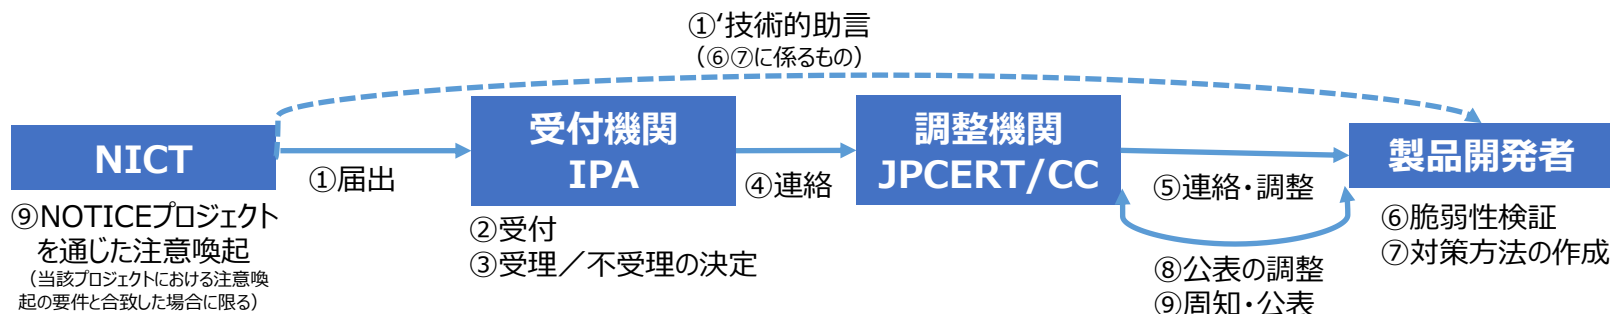 ①‘技術的助言
（⑥⑦に係るもの）
NICT
①届出
⑨NOTICEプロジェクト
を通じた注意喚起
（当該プロジェクトにおける注意喚
起の要件と合致した場合に限る）
受付機関
IPA
②受付
③受理／不受理の決定
④連絡
調整機関
JPCERT/CC
⑤連絡・調整
⑧公表の調整
⑨周知・公表
製品開発者
⑥脆弱性検証
⑦対策方法の作成